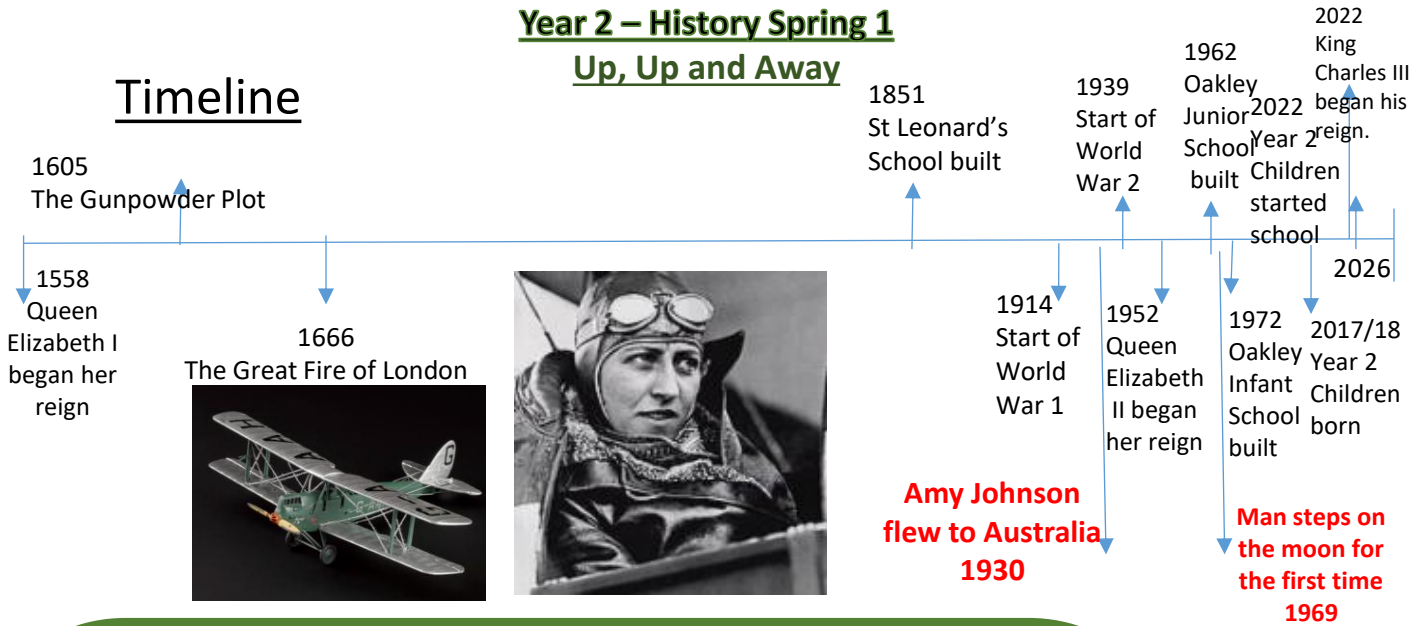 Year 2 – History Spring 1
Up, Up and Away
Timeline
1605
The Gunpowder Plot
1851
St Leonard's
School built
1939
Start of
World
War 2
1962
Oakley
Junior
School
built
2022
Year 2
Children
started
school
2022
King
Charles III
began his
reign.
1558
Queen
Elizabeth I
began her
reign
1666
The Great Fire of London
1914
Start of
World
War 1
1952
Queen
Elizabeth
II began
her reign
1972
Oakley
Infant
School
built
2017/18
Year 2
Children
born
2026
Amy Johnson
flew to Australia
1930
Man steps on
the moon for
the first time
1969